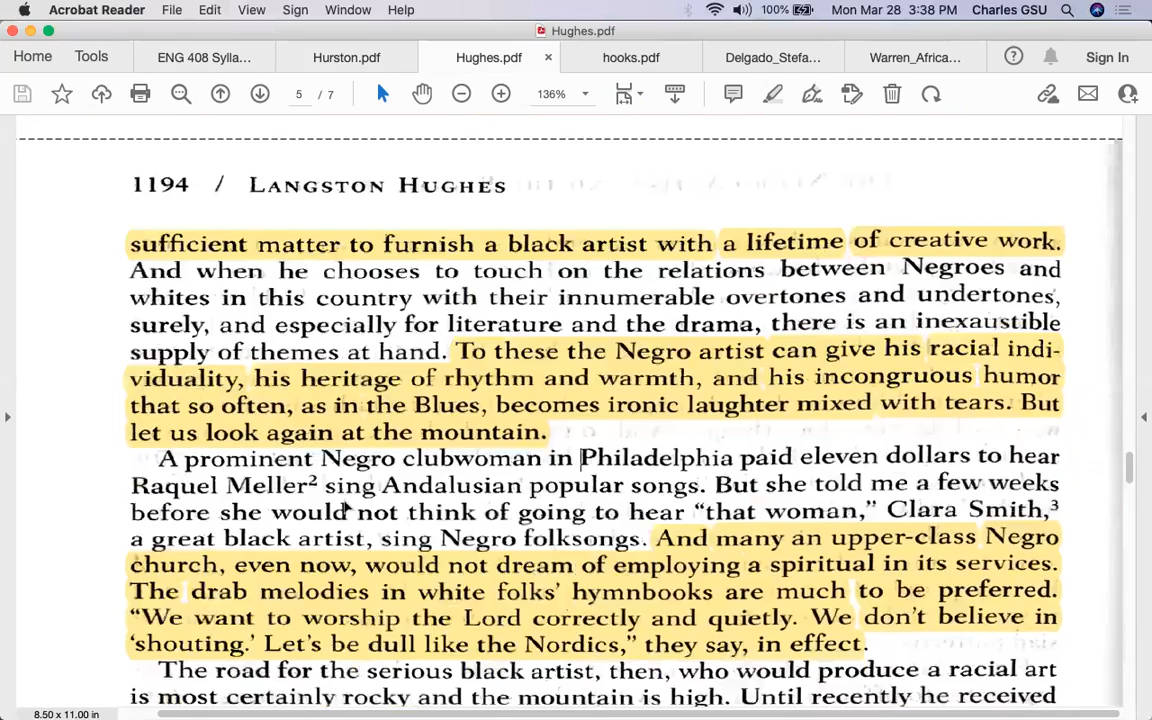 Acrobat Reader File Edit View Sign Window Help 100% Mon Mar 28 3:38 PM Charles GSU
Hughes.pdf
Home Tools ENG 408 Sylla... Hurston.pdf Hughes.pdf × hooks.pdf Delgado_Stefa... Warren_Africa... ? Sign In
5 / 7 136%
1194 / LANGSTON HUGHES
sufficient matter to furnish a black artist with a lifetime of creative work.
And when he chooses to touch on the relations between Negroes and
whites in this country with their innumerable overtones and undertones,
surely, and especially for literature and the drama, there is an inexaustible
supply of themes at hand. To these the Negro artist can give his racial indi-
viduality, his heritage of rhythm and warmth, and his incongruous humor
that so often, as in the Blues, becomes ironic laughter mixed with tears. But
let us look again at the mountain.
A prominent Negro clubwoman in Philadelphia paid eleven dollars to hear
Raquel Meller² sing Andalusian popular songs. But she told me a few weeks
before she would not think of going to hear “that woman,” Clara Smith,³
a great black artist, sing Negro folksongs. And many an upper-class Negro
church, even now, would not dream of employing a spiritual in its services.
The drab melodies in white folks’ hymnbooks are much to be preferred.
“We want to worship the Lord correctly and quietly. We don’t believe in
‘shouting.’ Let’s be dull like the Nordics,” they say, in effect.
The road for the serious black artist, then, who would produce a racial art
is most certainly rocky and the mountain is high. Until recently he received
8.50 x 11.00 in